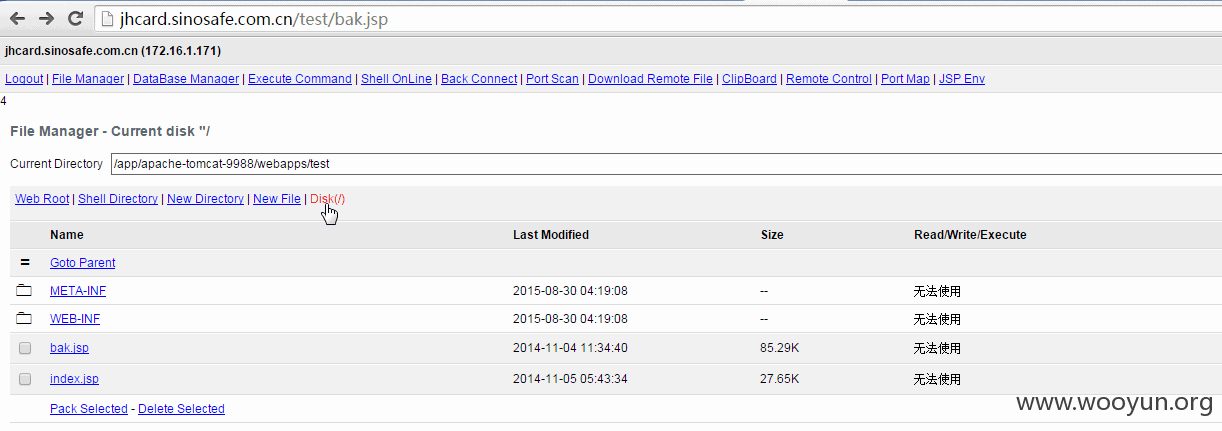 jhcard.sinosafe.com.cn/test/bak.jsp
jhcard.sinosafe.com.cn (172.16.1.171)
Logout | File Manager | DataBase Manager | Execute Command | Shell OnLine | Back Connect | Port Scan | Download Remote File | ClipBoard | Remote Control | Port Map | JSP Env
4
File Manager - Current disk "/
Current Directory /app/apache-tomcat-9988/webapps/test
Web Root | Shell Directory | New Directory | New File | Disk(/)
Name Last Modified Size Read/Write/Execute
= Goto Parent
META-INF 2015-08-30 04:19:08 -- 无法使用
WEB-INF 2015-08-30 04:19:08 -- 无法使用
bak.jsp 2014-11-04 11:34:40 85.29K 无法使用
index.jsp 2014-11-05 05:43:34 27.65K 无法使用
Pack Selected - Delete Selected
www.wooyun.org